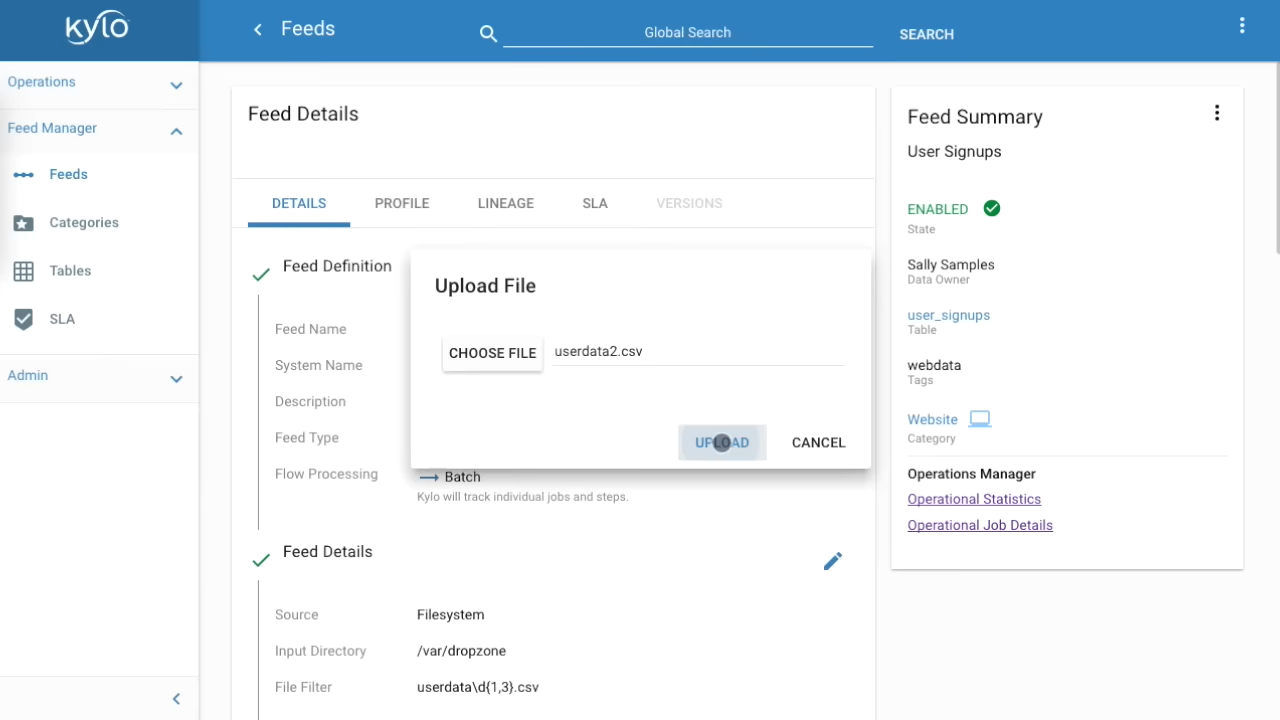 kylo
Feeds
Global Search
SEARCH
Operations
Feed Manager
Feeds
Categories
Tables
SLA
Admin
Feed Details
DETAILS
PROFILE
LINEAGE
SLA
VERSIONS
Feed Definition
Feed Name
System Name
Description
Feed Type
Flow Processing
Batch
Kylo will track individual jobs and steps.
Upload File
CHOOSE FILE
userdata2.csv
UPLOAD
CANCEL
Feed Details
Source
Filesystem
Input Directory
/var/dropzone
File Filter
userdata\d{1,3}.csv
Feed Summary
User Signups
ENABLED
State
Sally Samples
Data Owner
user_signups
Table
webdata
Tags
Website
Category
Operations Manager
Operational Statistics
Operational Job Details